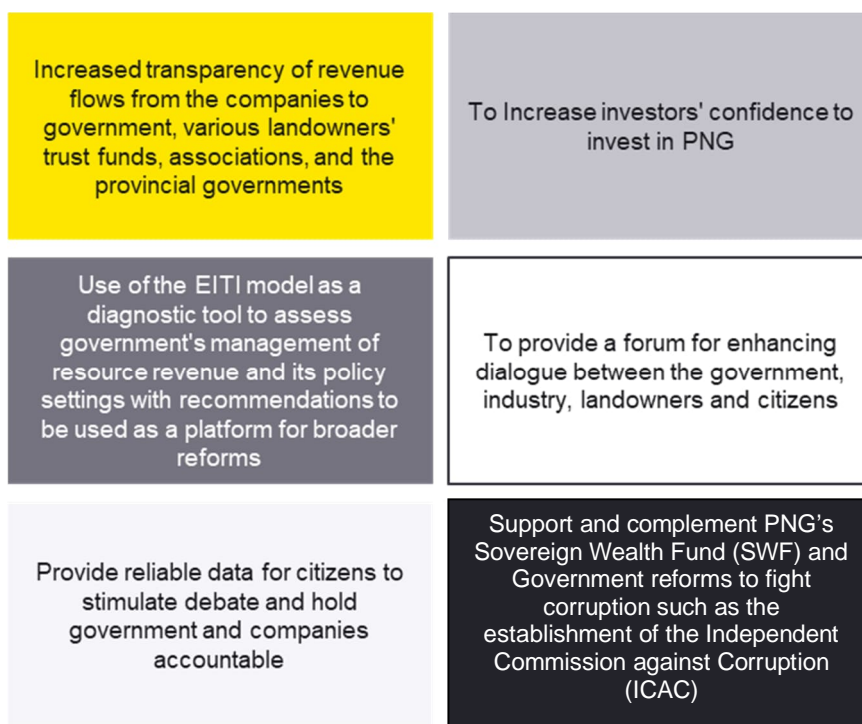 Increased transparency of revenue
flows from the companies to
government, various landowners'
trust funds, associations, and the
provincial governments
To Increase investors' confidence to
invest in PNG
Use of the EITI model as a
diagnostic tool to assess
government's management of
resource revenue and its policy
settings with recommendations to
be used as a platform for broader
reforms
To provide a forum for enhancing
dialogue between the government,
industry, landowners and citizens
Provide reliable data for citizens to
stimulate debate and hold
government and companies
accountable
Support and complement PNG’s
Sovereign Wealth Fund (SWF) and
Government reforms to fight
corruption such as the
establishment of the Independent
Commission against Corruption
(ICAC)